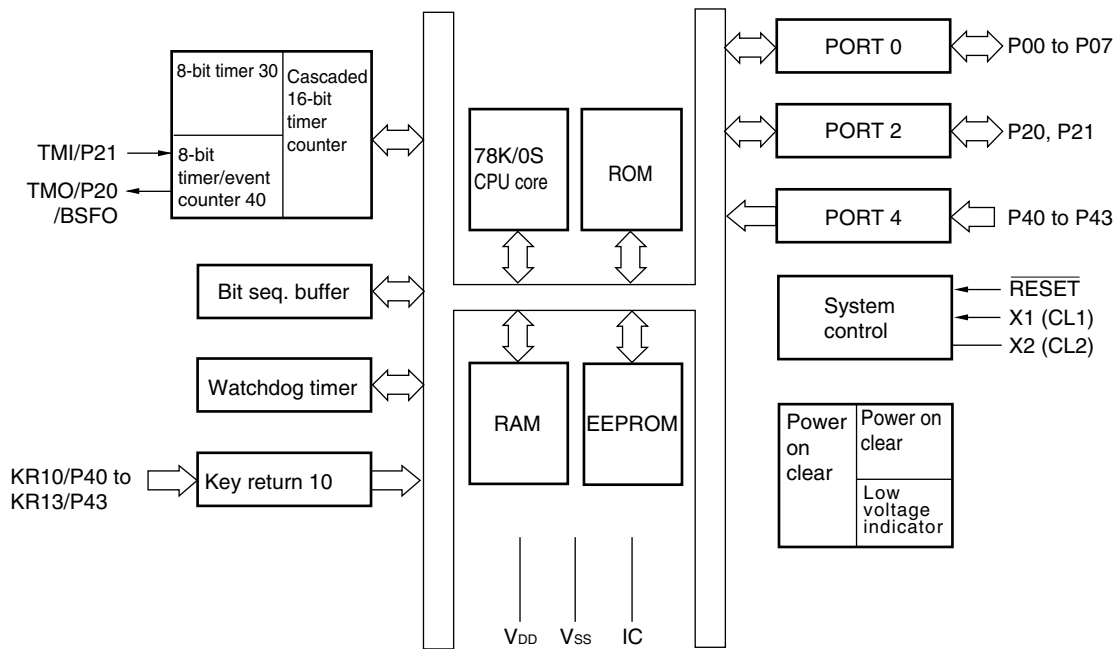 8-bit timer 30
Cascaded
16-bit
timer
counter
8-bit
timer/event
counter 40
TMI/P21
TMO/P20
/BSFO
Bit seq. buffer
Watchdog timer
KR10/P40 to
KR13/P43
Key return 10
78K/0S
CPU core
ROM
RAM
EEPROM
VDD
VSS
IC
PORT 0
P00 to P07
PORT 2
P20, P21
PORT 4
P40 to P43
System
control
RESET
X1 (CL1)
X2 (CL2)
Power
on
clear
Power on
clear
Low
voltage
indicator